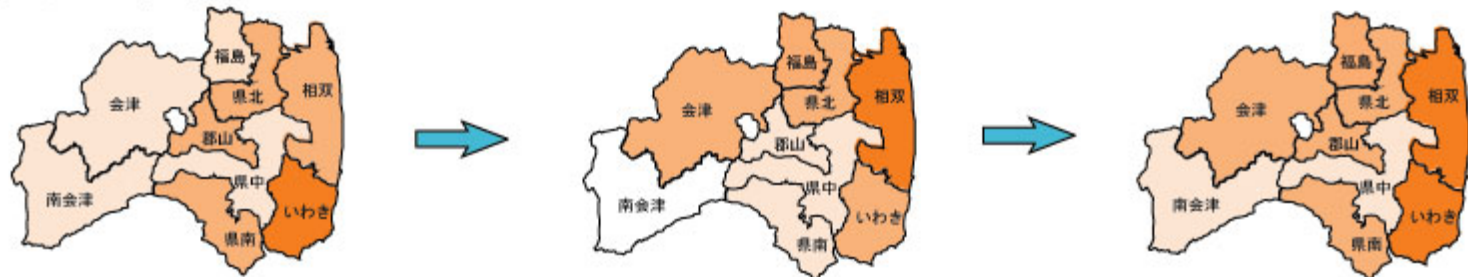 福島
相双
県北
会津
郡山
県中
南会津
いわき
県南
福島
相双
県北
会津
郡山
県中
南会津
いわき
県南
福島
相双
県北
会津
郡山
県中
南会津
いわき
県南